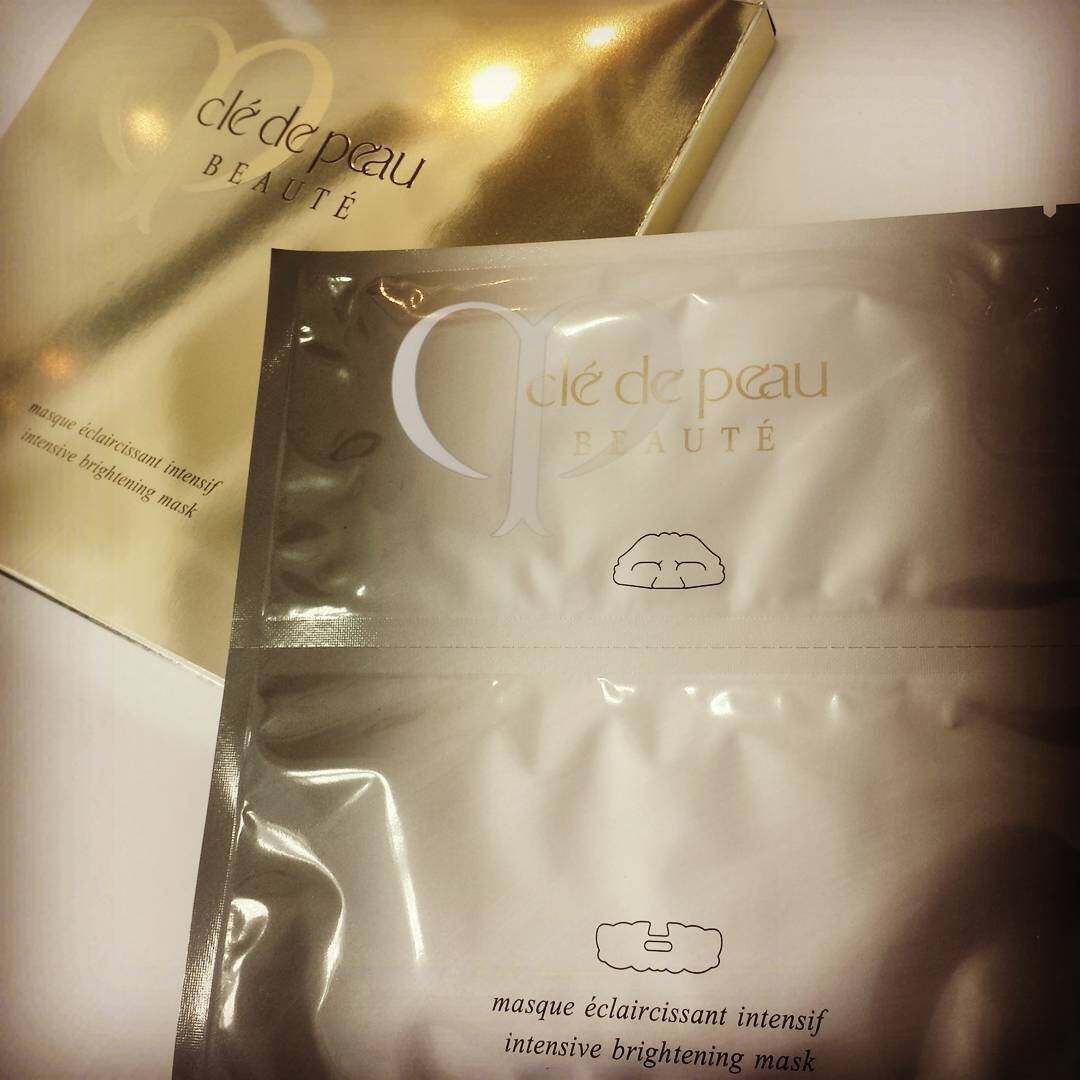 clé de peau
BEAUTÉ
masque éclaircissant intensif
intensive brightening mask
clé de peau
BEAUTÉ
masque éclaircissant intensif
intensive brightening mask